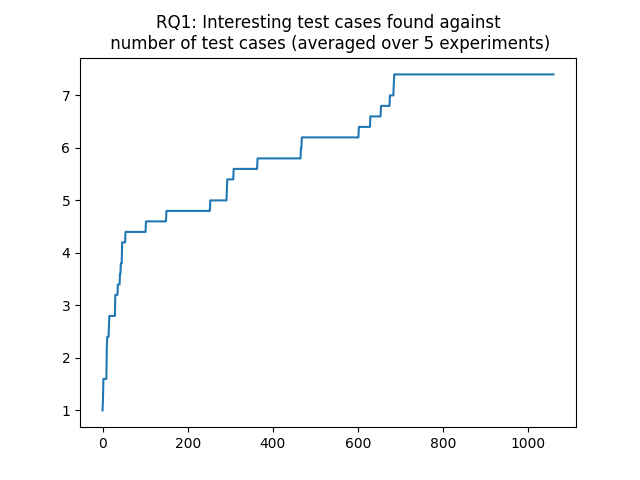 RQ1: Interesting test cases found against
number of test cases (averaged over 5 experiments)
7
6
5
4
3
2
1
0 200 400 600 800 1000